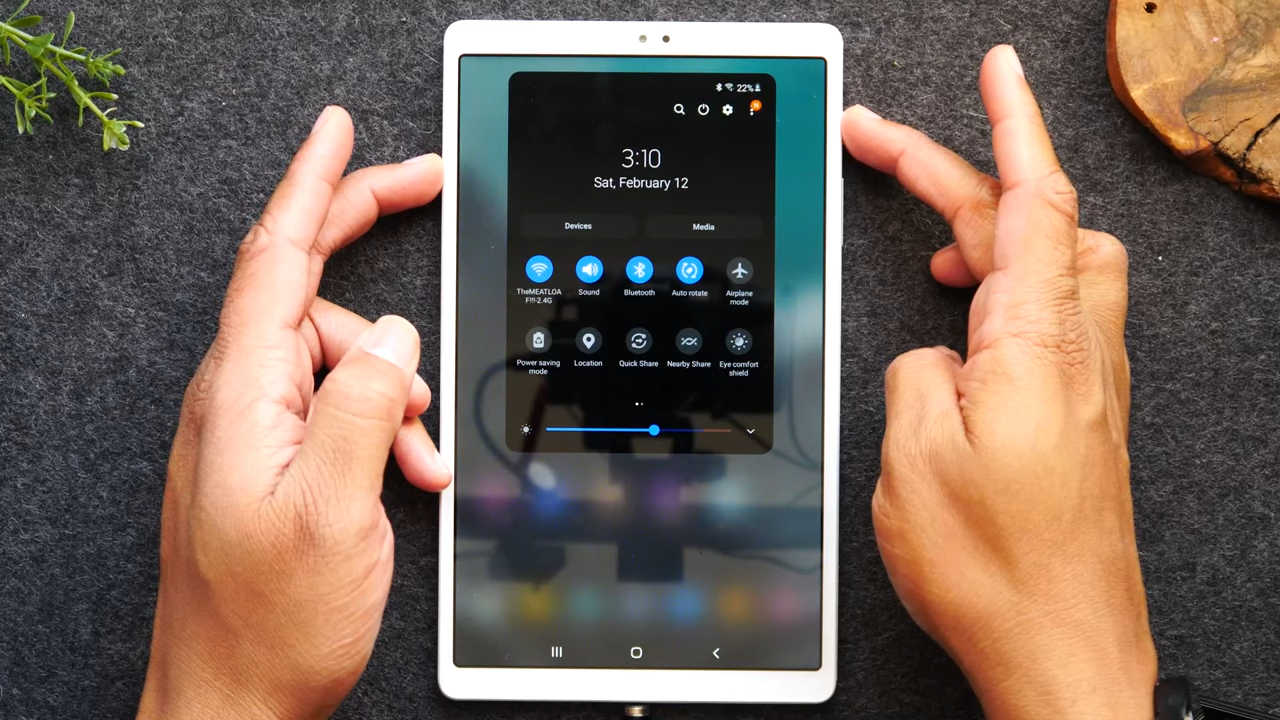 22%
N
3:10
Sat, February 12
Devices Media
TheMEATLOA Sound Bluetooth Auto rotate Airplane
F!!!-2.4G mode
Power saving Location Quick Share Nearby Share Eye comfort
mode shield